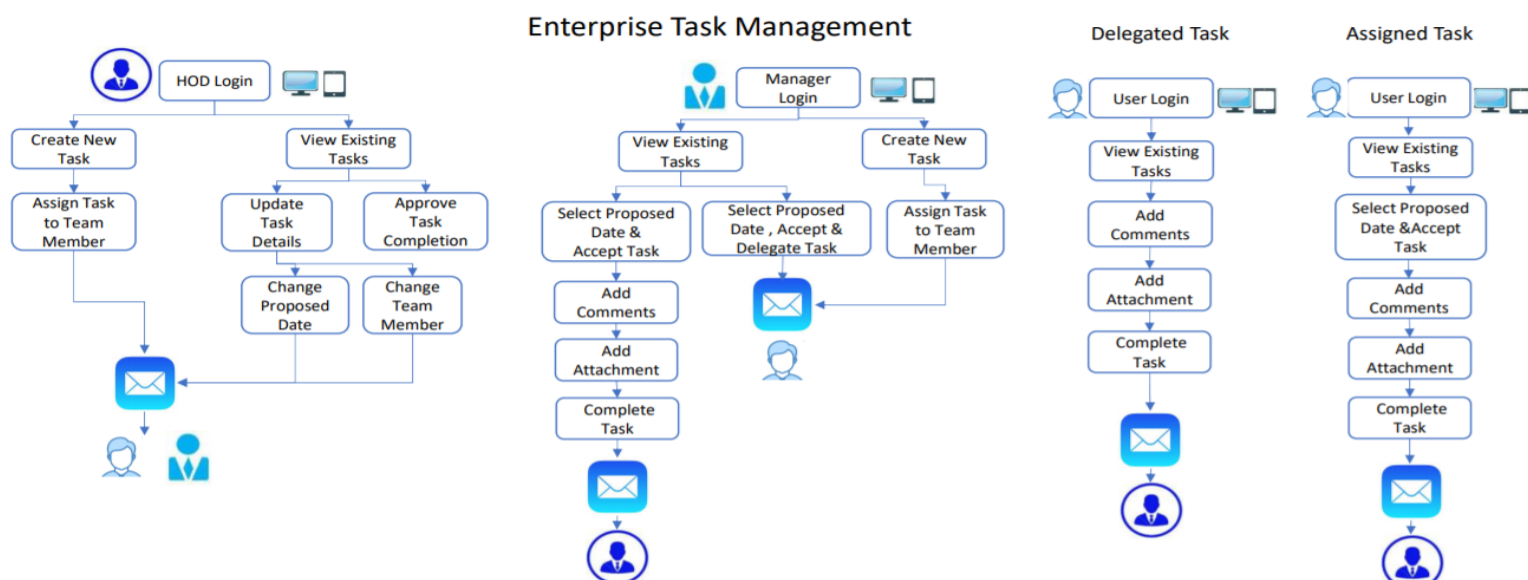 Enterprise Task Management
HOD Login
Create New
Task
View Existing
Tasks
Assign Task
to Team
Member
Update
Task
Details
Approve
Task
Completion
Change
Proposed
Date
Change
Team
Member
Manager
Login
View Existing
Tasks
Create New
Task
Select Proposed
Date &
Accept Task
Select Proposed
Date , Accept &
Delegate Task
Assign Task
to Team
Member
Add
Comments
Add
Attachment
Complete
Task
Delegated Task
User Login
View Existing
Tasks
Add
Comments
Add
Attachment
Complete
Task
Assigned Task
User Login
View Existing
Tasks
Select Proposed
Date &Accept
Task
Add
Comments
Add
Attachment
Complete
Task